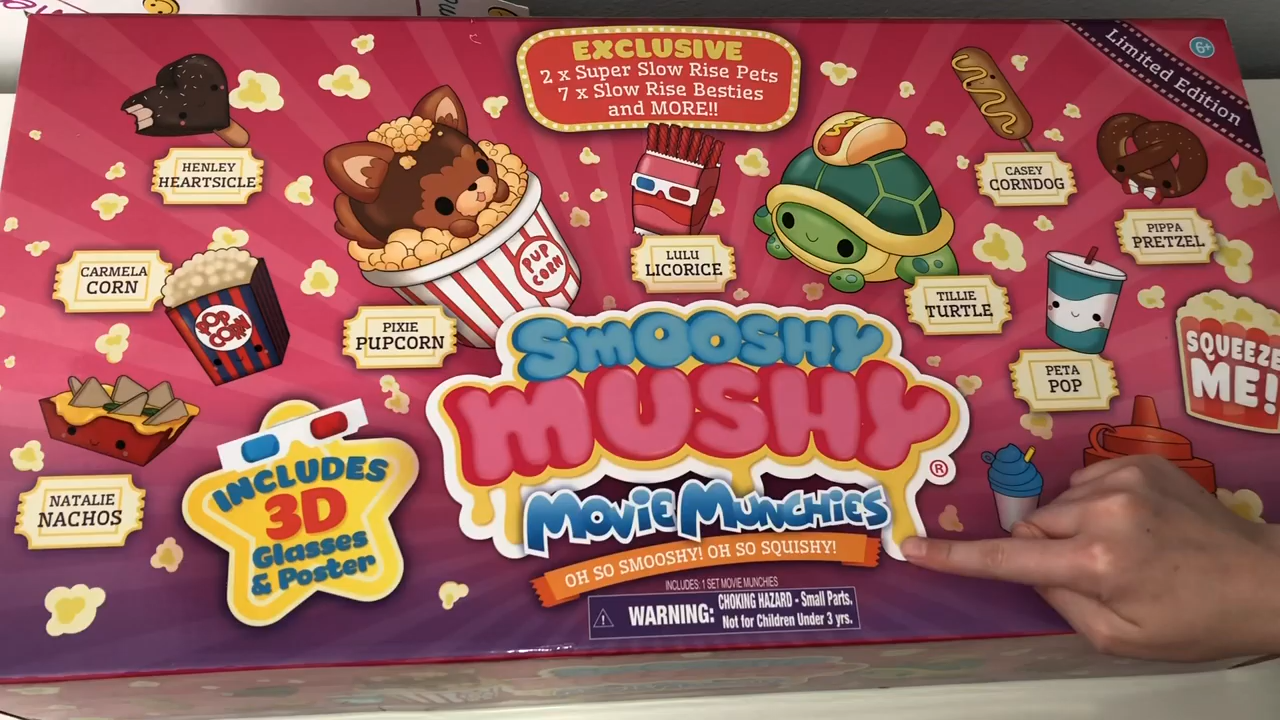 EXCLUSIVE
2 x Super Slow Rise Pets
7 x Slow Rise Besties
and MORE!!
Limited Edition
6+
HENLEY
HEARTSICLE
CASEY
CORNDOG
PIPPA
PRETZEL
LULU
LICORICE
CARMELA
CORN
POP
CORN
PUP
CORN
PIXIE
PUPCORN
TILLIE
TURTLE
PETA
POP
SQUEEZE
ME!
SMOOSHY
MUSHY
®
MOVIE MUNCHIES
OH SO SMOOSHY! OH SO SQUISHY!
NATALIE
NACHOS
INCLUDES
3D
Glasses
& Poster
INCLUDES: 1 SET MOVIE MUNCHIES
WARNING: CHOKING HAZARD - Small Parts.
Not for Children Under 3 yrs.